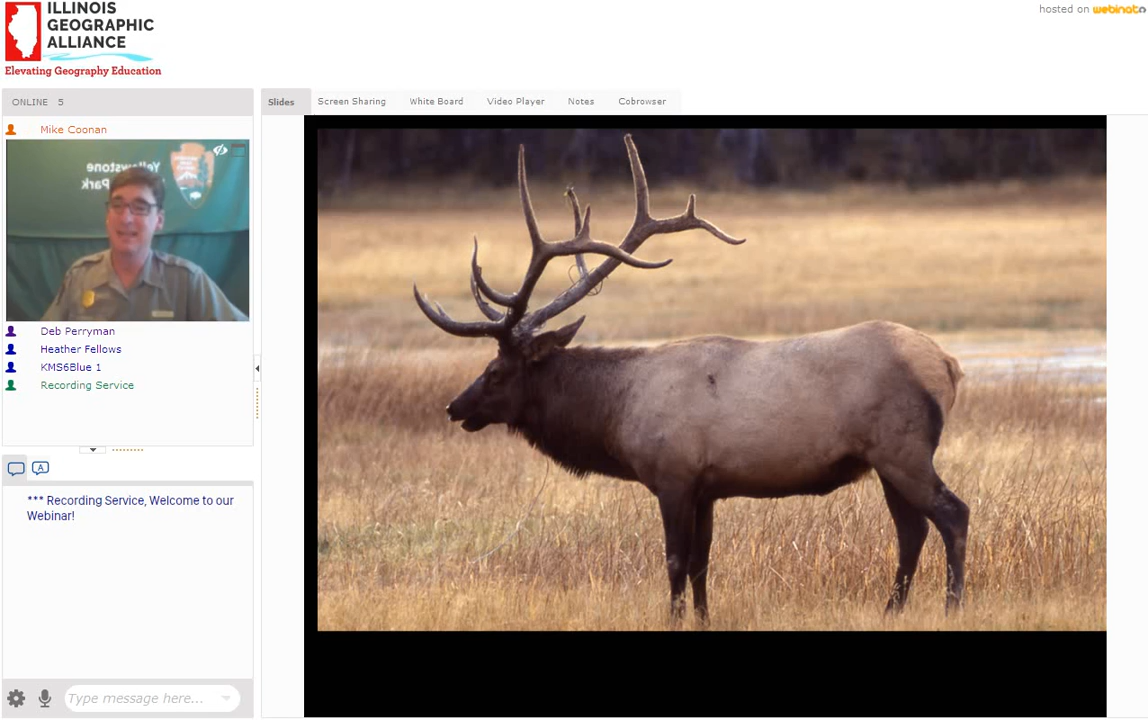 ILLINOIS
GEOGRAPHIC
ALLIANCE
Elevating Geography Education
hosted on webinato
ONLINE 5
Slides Screen Sharing White Board Video Player Notes Cobrowser
Mike Coonan
Yellowstone
Park
Deb Perryman
Heather Fellows
KMS6Blue 1
Recording Service
A
*** Recording Service, Welcome to our
Webinar!
Type message here...